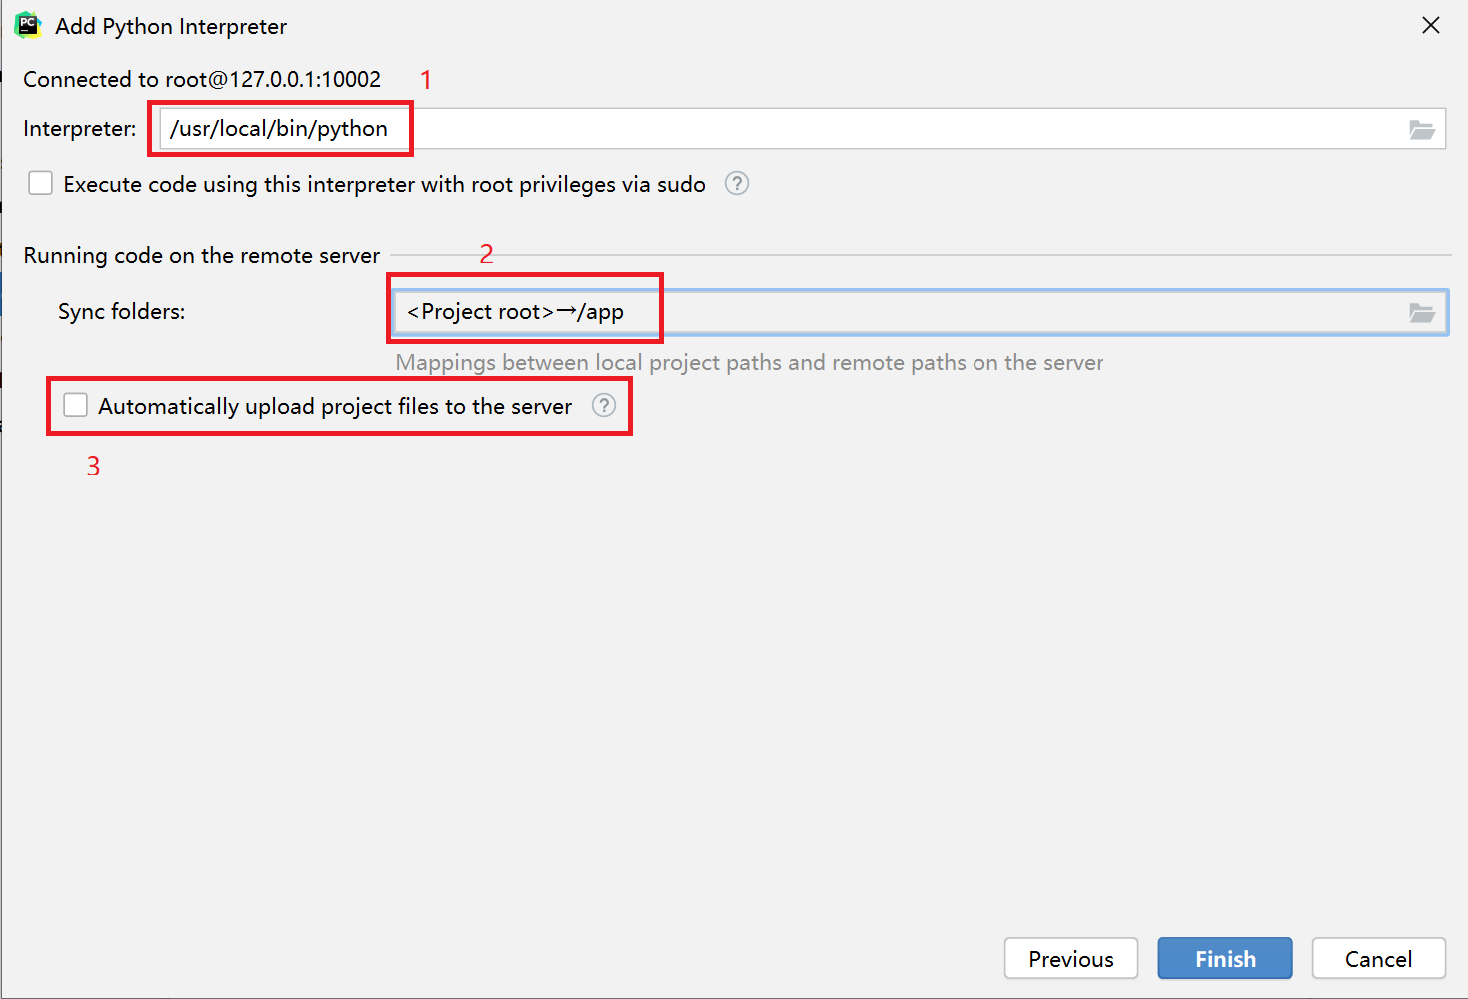 PC
Add Python Interpreter
Connected to root@127.0.0.1:10002 1
Interpreter: /usr/local/bin/python
Execute code using this interpreter with root privileges via sudo ?
Running code on the remote server 2
Sync folders: <Project root>→/app
Mappings between local project paths and remote paths on the server
Automatically upload project files to the server ?
3
Previous Finish Cancel